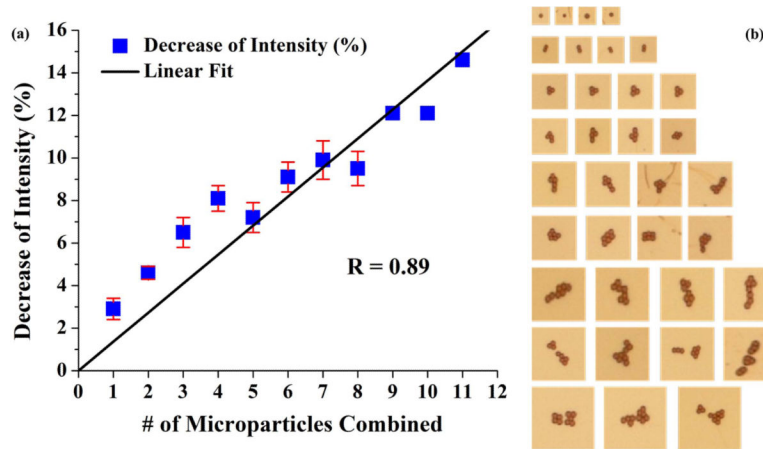 (a)
(b)
Decrease of Intensity (%)
Linear Fit
R = 0.89
Decrease of Intensity (%)
16
14
12
10
8
6
4
2
0
0 1 2 3 4 5 6 7 8 9 10 11 12
# of Microparticles Combined